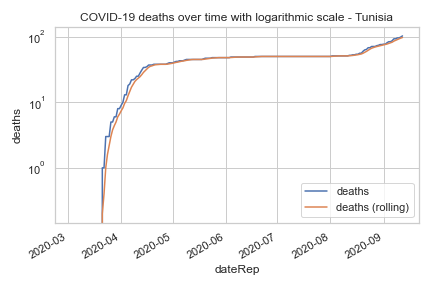 COVID-19 deaths over time with logarithmic scale - Tunisia
10²
10¹
10⁰
deaths
deaths
deaths (rolling)
2020-03
2020-04
2020-05
2020-06
2020-07
2020-08
2020-09
dateRep